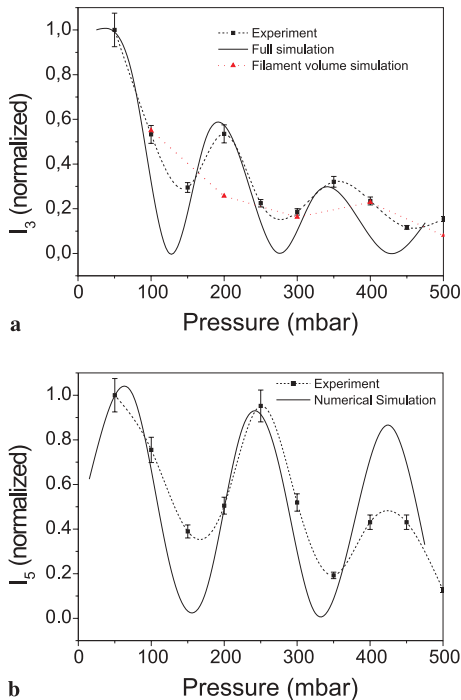 1,0
0,8
0,6
0,4
0,2
0,0
I3 (normalized)
Experiment
Full simulation
Filament volume simulation
100 200 300 400 500
Pressure (mbar)
a
1.0
0.8
0.6
0.4
0.2
0.0
I5 (normalized)
Experiment
Numerical Simulation
100 200 300 400 500
Pressure (mbar)
b